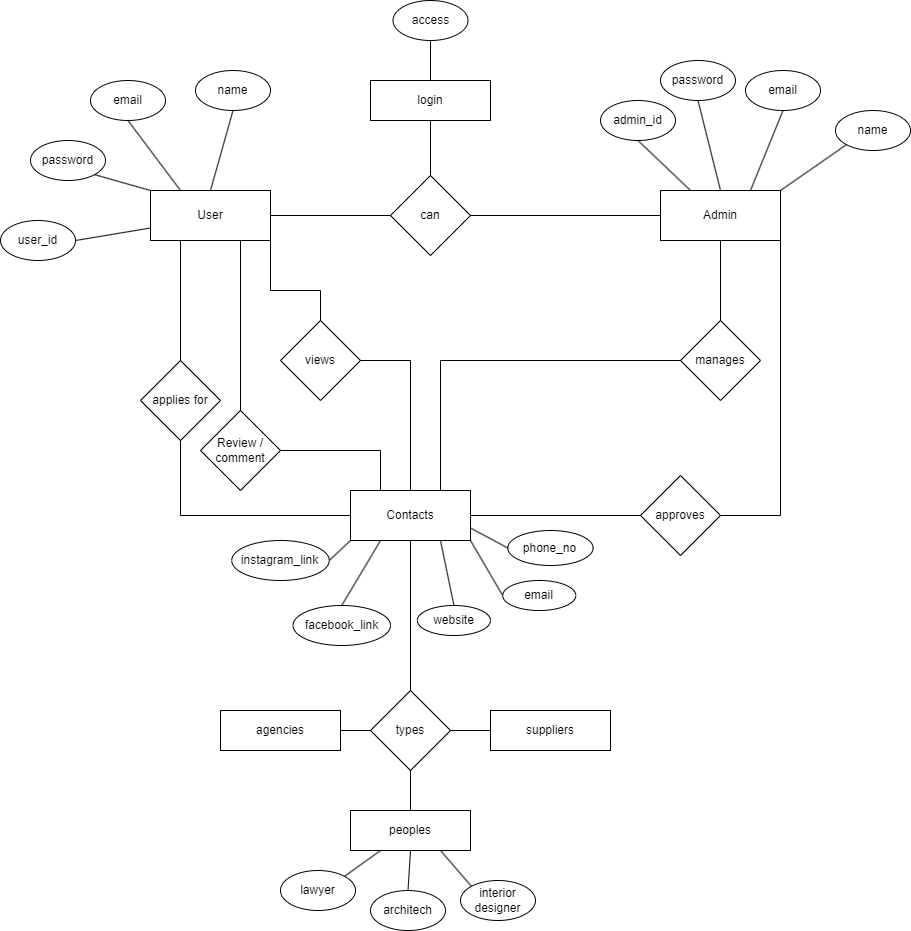 access
login
name
email
password
user_id
User
can
password
email
admin_id
name
Admin
views
manages
applies for
Review /
comment
Contacts
approves
instagram_link
phone_no
email
facebook_link
website
agencies
types
suppliers
peoples
lawyer
architech
interior
designer